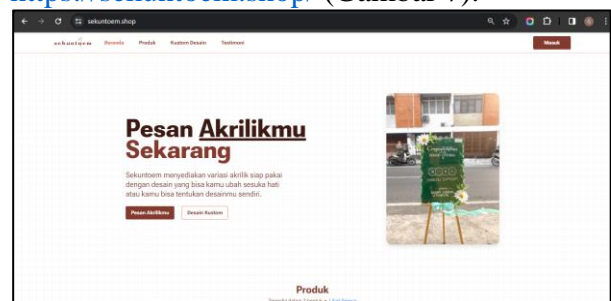 https://sekuntoem.shop/ (Gambar 7).
sekuntoem.shop
sekuntoem Beranda Produk Kustom Desain Testimoni Masuk
Pesan Akrilikmu
Sekarang
Sekuntoem menyediakan variasi akrilik siap pakai
dengan desain yang bisa kamu ubah sesuka hati
atau kamu bisa tentukan desainmu sendiri.
Pesan Akrilikmu Desain Kustom
Produk